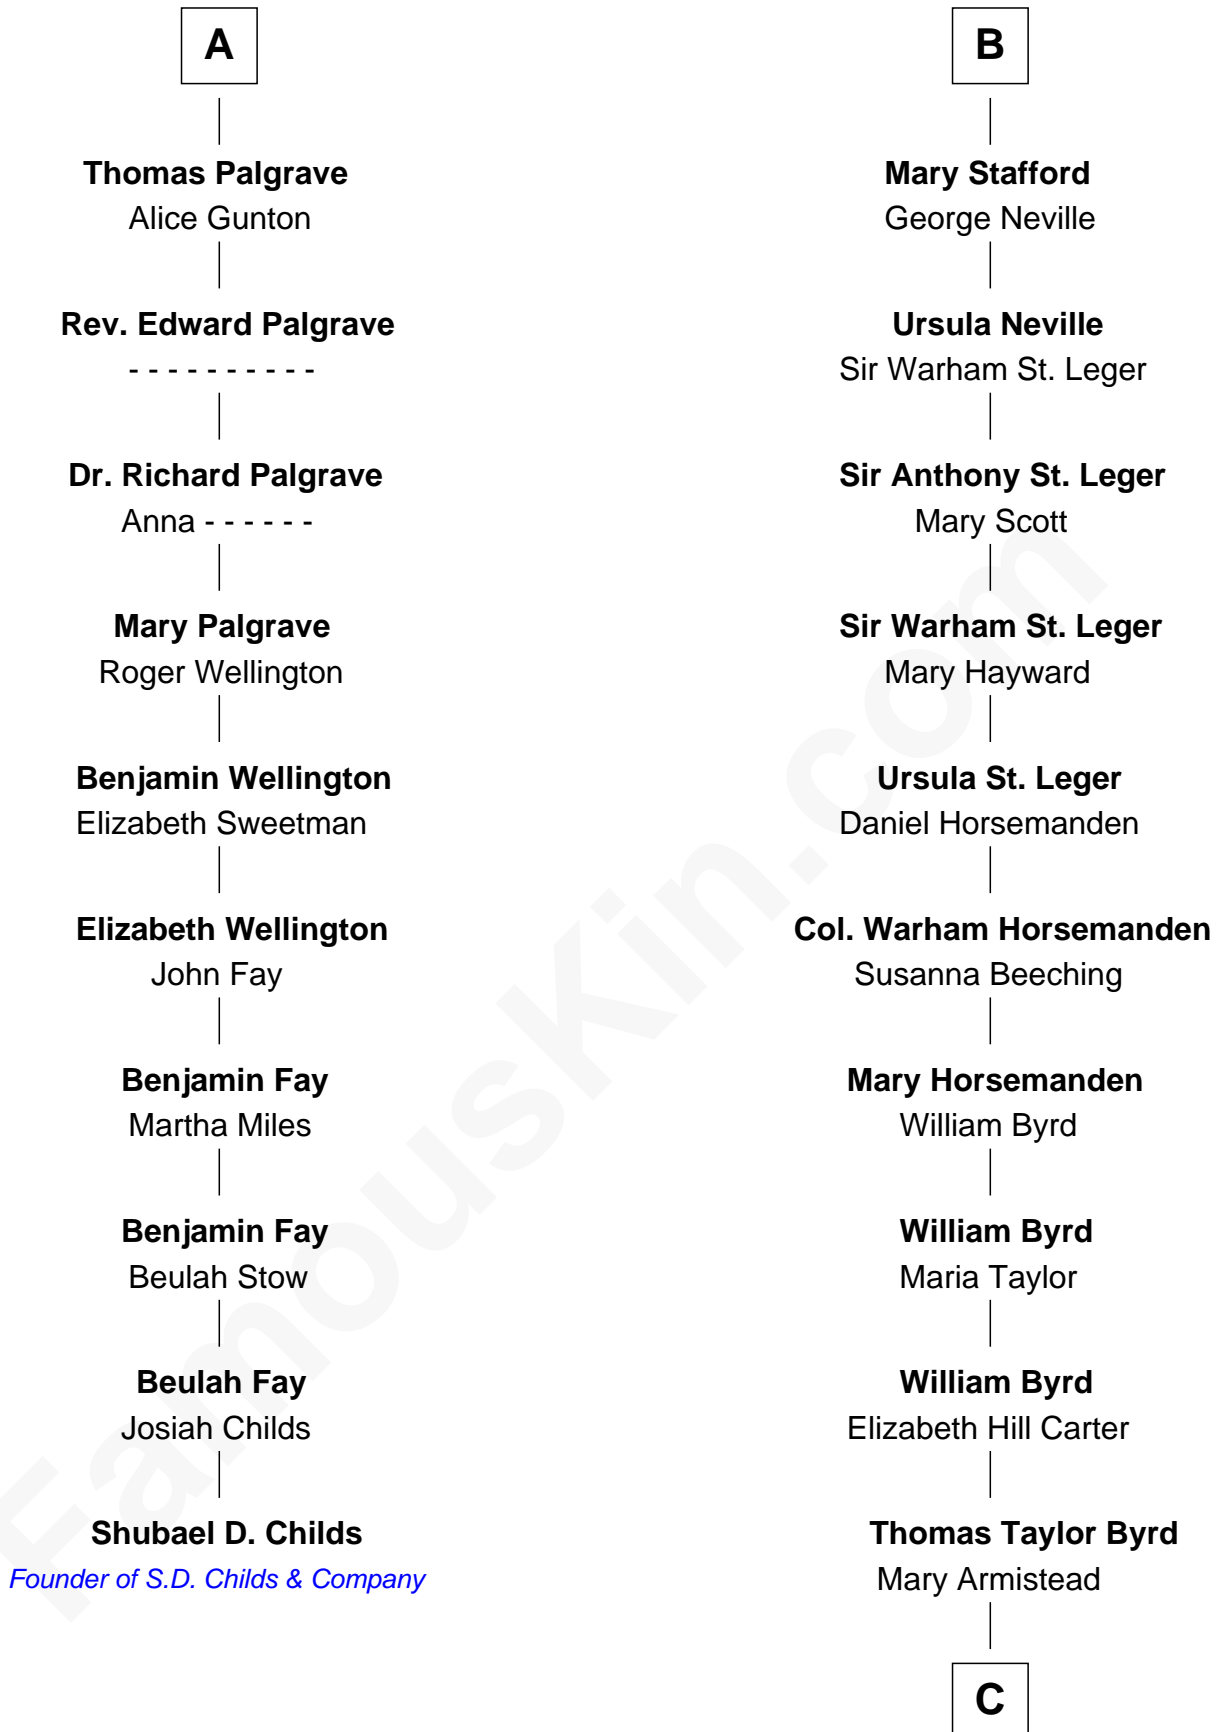 A
Thomas Palgrave
Alice Gunton
Rev. Edward Palgrave
- - - - - - - - - -
Dr. Richard Palgrave
Anna - - - - - -
Mary Palgrave
Roger Wellington
Benjamin Wellington
Elizabeth Sweetman
Elizabeth Wellington
John Fay
Benjamin Fay
Martha Miles
Benjamin Fay
Beulah Stow
Beulah Fay
Josiah Childs
Shubael D. Childs
Founder of S.D. Childs & Company
B
Mary Stafford
George Neville
Ursula Neville
Sir Warham St. Leger
Sir Anthony St. Leger
Mary Scott
Sir Warham St. Leger
Mary Hayward
Ursula St. Leger
Daniel Horsemanden
Col. Warham Horsemanden
Susanna Beeching
Mary Horsemanden
William Byrd
William Byrd
Maria Taylor
William Byrd
Elizabeth Hill Carter
Thomas Taylor Byrd
Mary Armistead
C
FamousKin.com